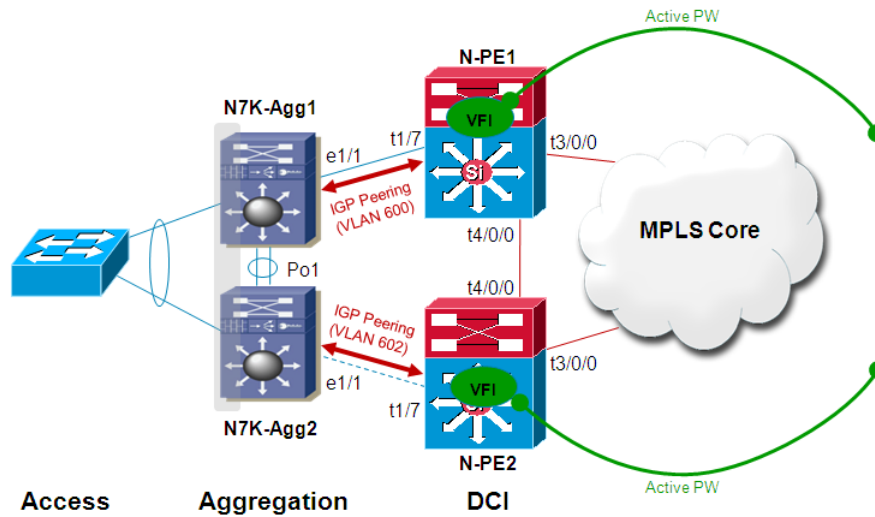 Active PW
N-PE1
N7K-Agg1
VFI
e1/1
t1/7
t3/0/0
Si
IGP Peering
(VLAN 600)
t4/0/0
MPLS Core
Po1
t4/0/0
IGP Peering
(VLAN 602)
t3/0/0
e1/1
VFI
t1/7
N7K-Agg2
N-PE2
Active PW
Access
Aggregation
DCI